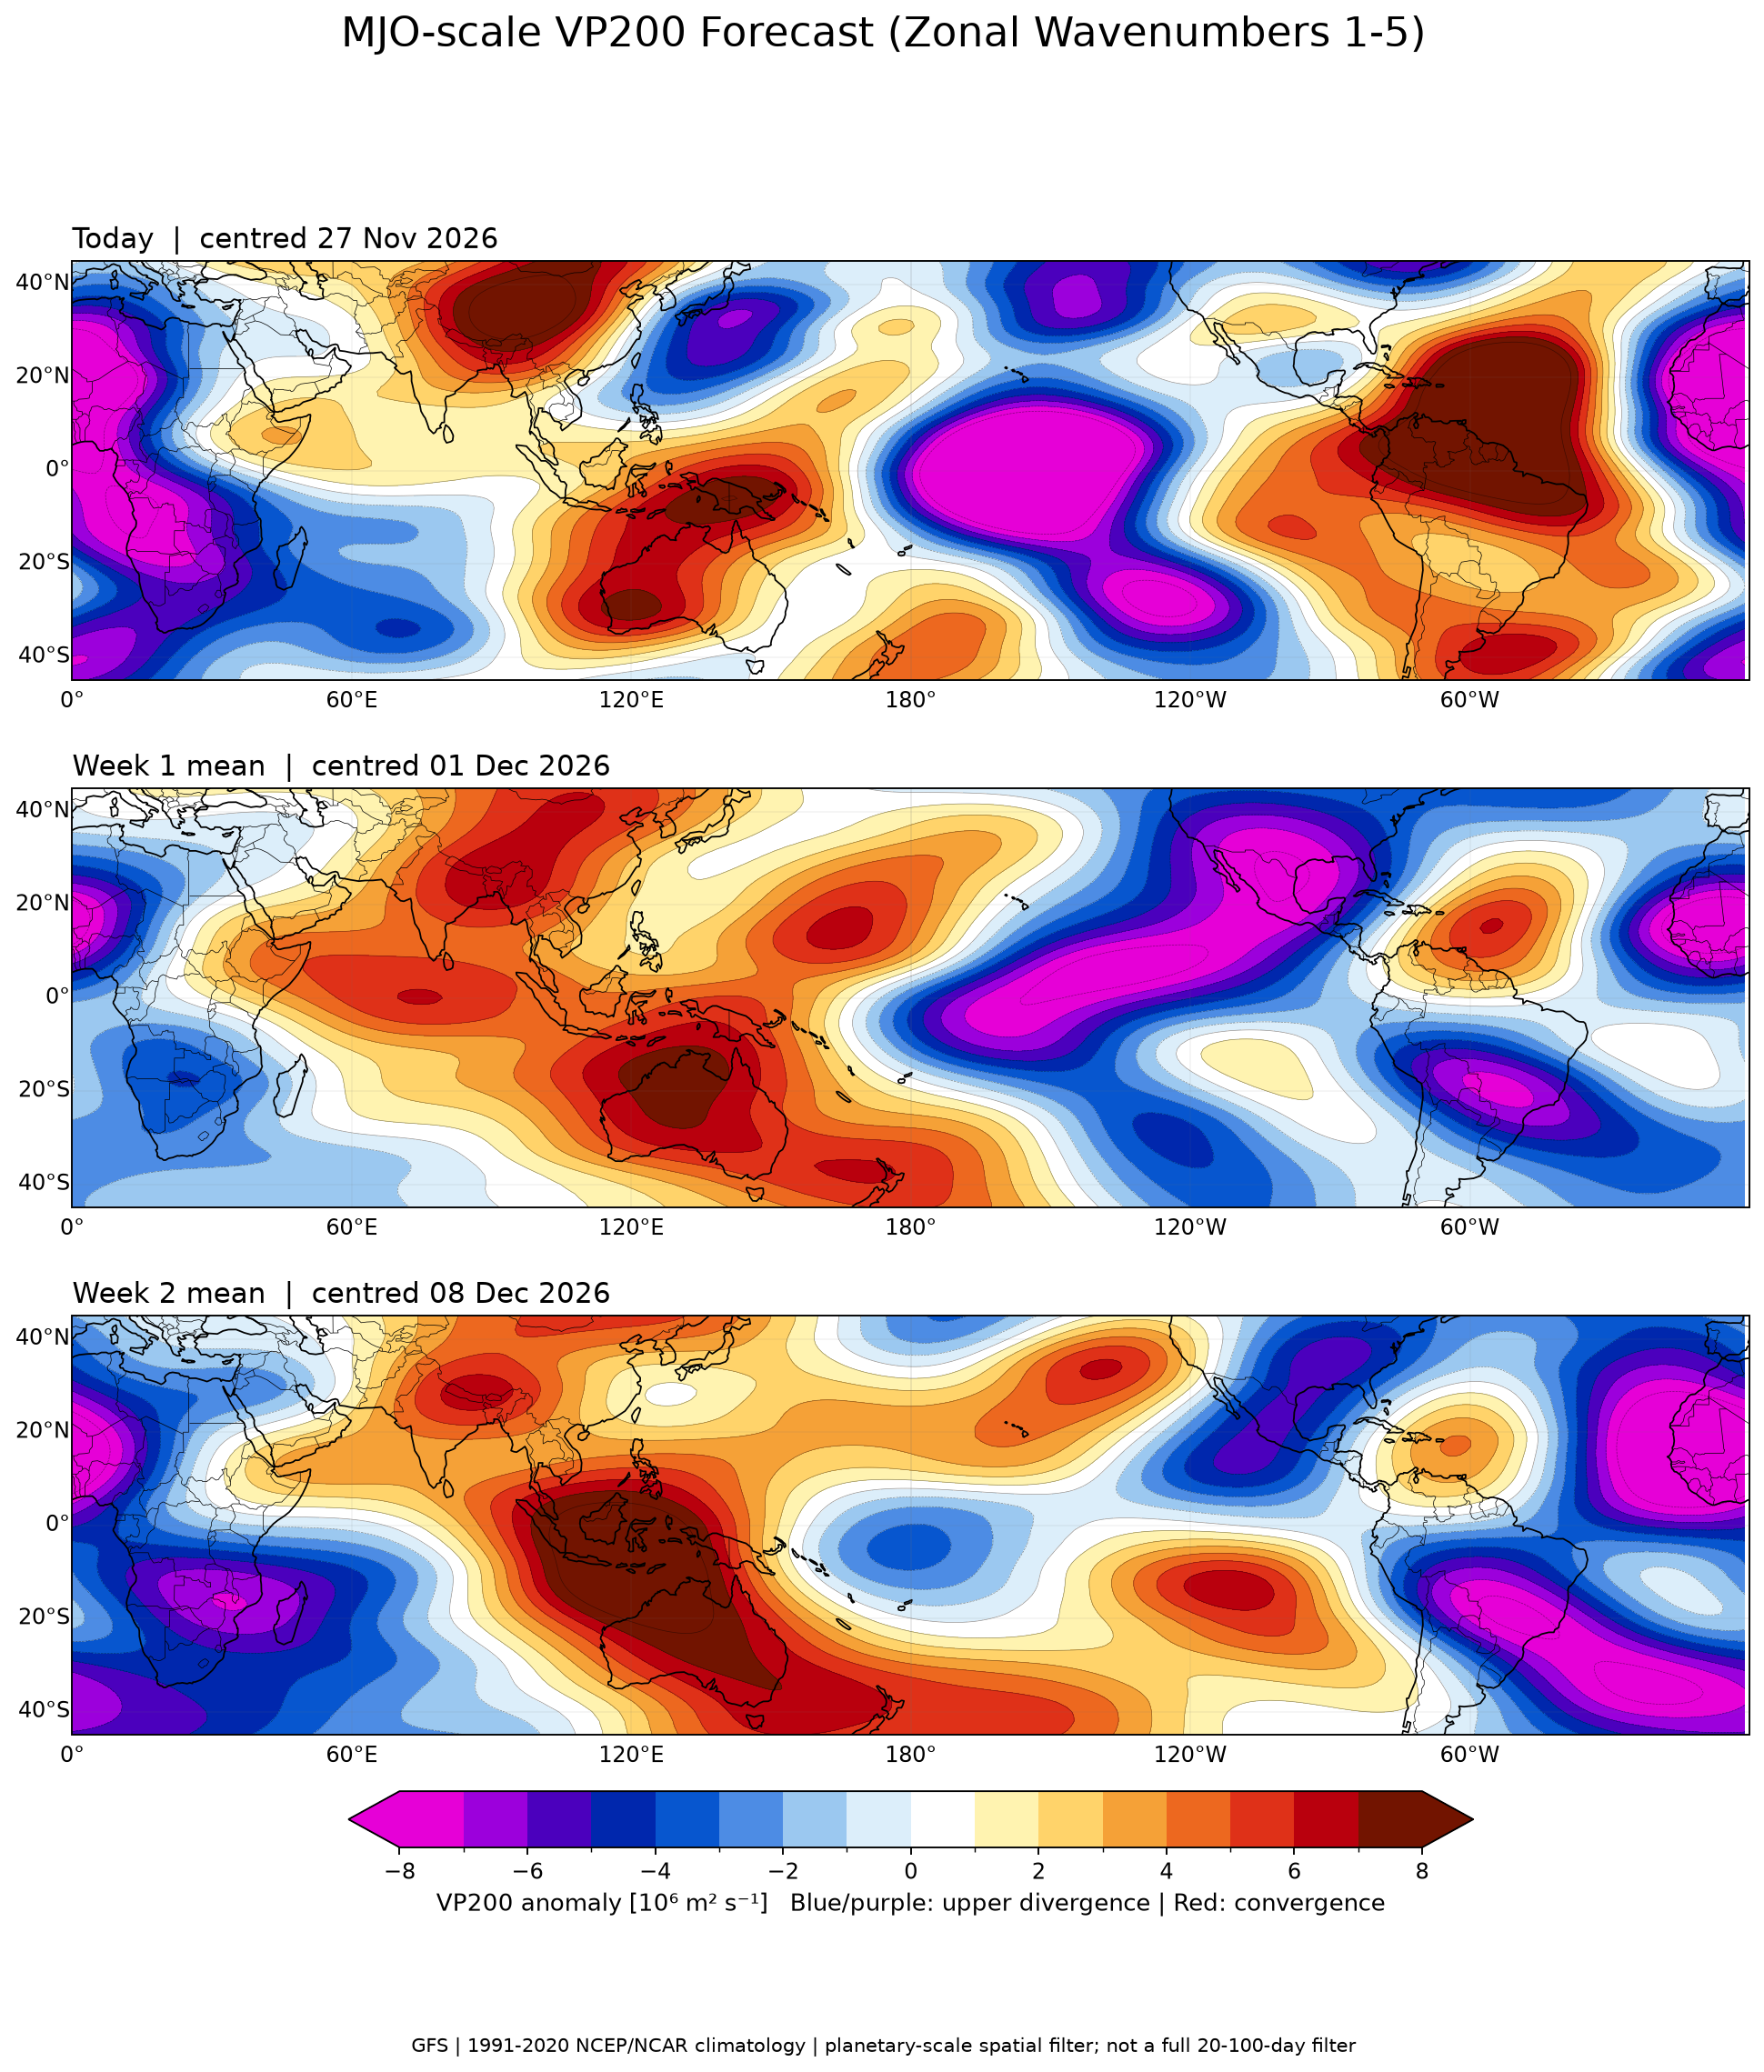 MJO-scale VP200 Forecast (Zonal Wavenumbers 1-5)
Today | centred 27 Nov 2026
40°N
20°N
0°
20°S
40°S
0° 60°E 120°E 180° 120°W 60°W
Week 1 mean | centred 01 Dec 2026
40°N
20°N
0°
20°S
40°S
0° 60°E 120°E 180° 120°W 60°W
Week 2 mean | centred 08 Dec 2026
40°N
20°N
0°
20°S
40°S
0° 60°E 120°E 180° 120°W 60°W
−8 −6 −4 −2 0 2 4 6 8
VP200 anomaly [10⁶ m² s⁻¹] Blue/purple: upper divergence | Red: convergence
GFS | 1991-2020 NCEP/NCAR climatology | planetary-scale spatial filter; not a full 20-100-day filter